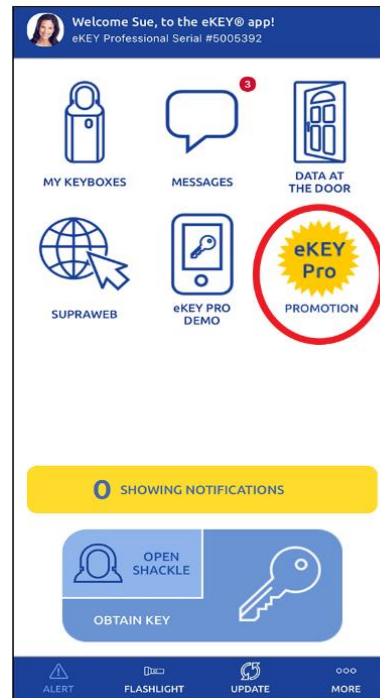 Welcome Sue, to the eKEY® app!
eKEY Professional Serial #5005392
3
MY KEYBOXES
MESSAGES
DATA AT
THE DOOR
eKEY
Pro
SUPRAWEB
eKEY PRO
DEMO
PROMOTION
0 SHOWING NOTIFICATIONS
OPEN
SHACKLE
OBTAIN KEY
ALERT
FLASHLIGHT
UPDATE
MORE